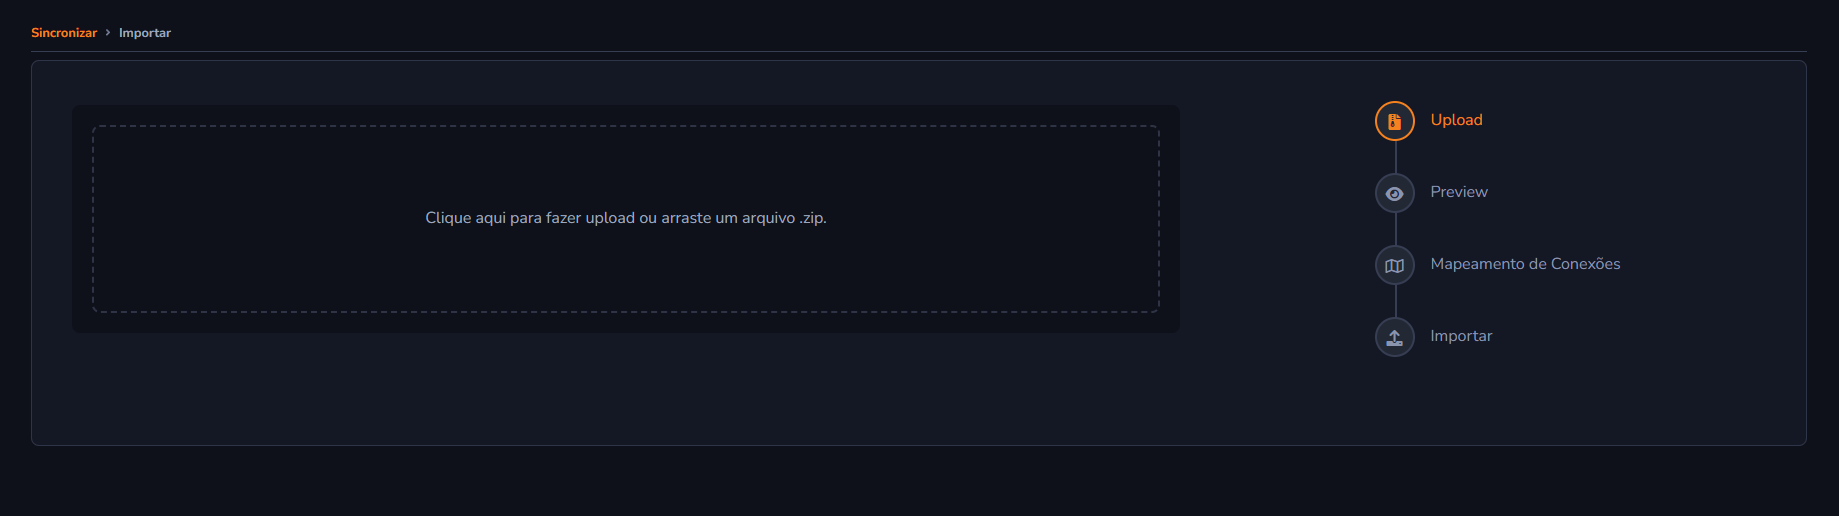 Sincronizar > Importar
Clique aqui para fazer upload ou arraste um arquivo .zip.
Upload
Preview
Mapeamento de Conexões
Importar